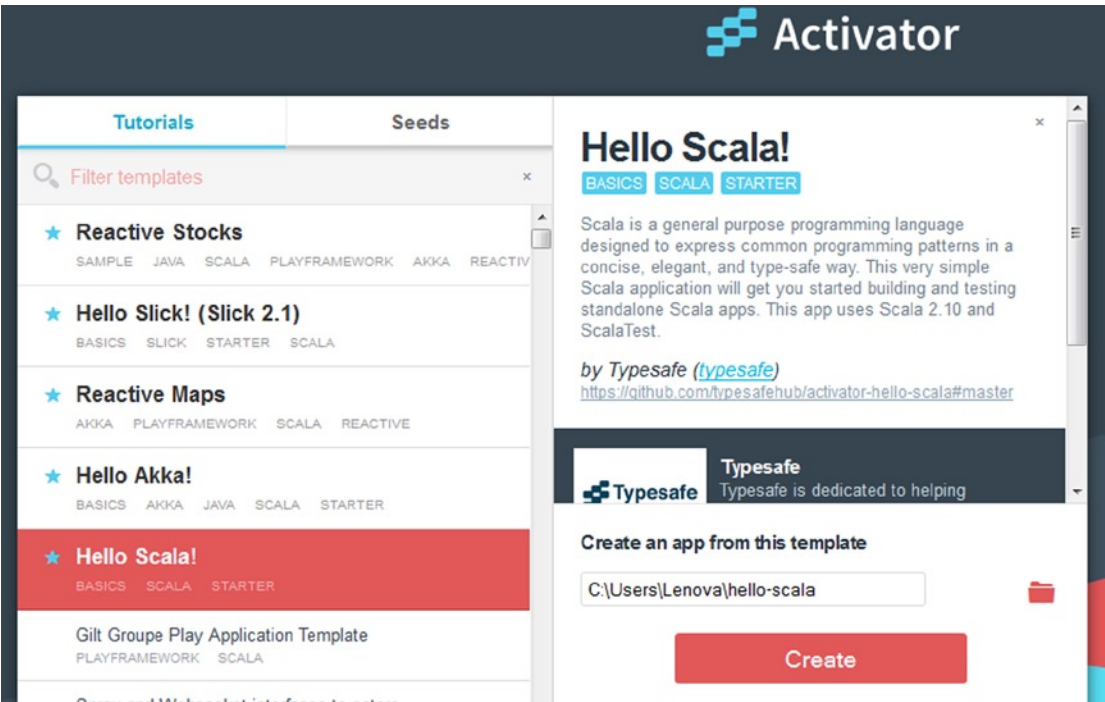 Activator
Tutorials
Seeds
Filter templates
×
Reactive Stocks
SAMPLE JAVA SCALA PLAYFRAMEWORK AKKA REACTIV
Hello Slick! (Slick 2.1)
BASICS SLICK STARTER SCALA
Reactive Maps
AKKA PLAYFRAMEWORK SCALA REACTIVE
Hello Akka!
BASICS AKKA JAVA SCALA STARTER
Hello Scala!
BASICS SCALA STARTER
Gilt Groupe Play Application Template
PLAYFRAMEWORK SCALA
×
Hello Scala!
BASICS SCALA STARTER
Scala is a general purpose programming language
designed to express common programming patterns in a
concise, elegant, and type-safe way. This very simple
Scala application will get you started building and testing
standalone Scala apps. This app uses Scala 2.10 and
ScalaTest.
by Typesafe (typesafe)
https://github.com/typesafehub/activator-hello-scala#master
Typesafe
Typesafe
Typesafe is dedicated to helping
Create an app from this template
C:\Users\Lenova\hello-scala
Create